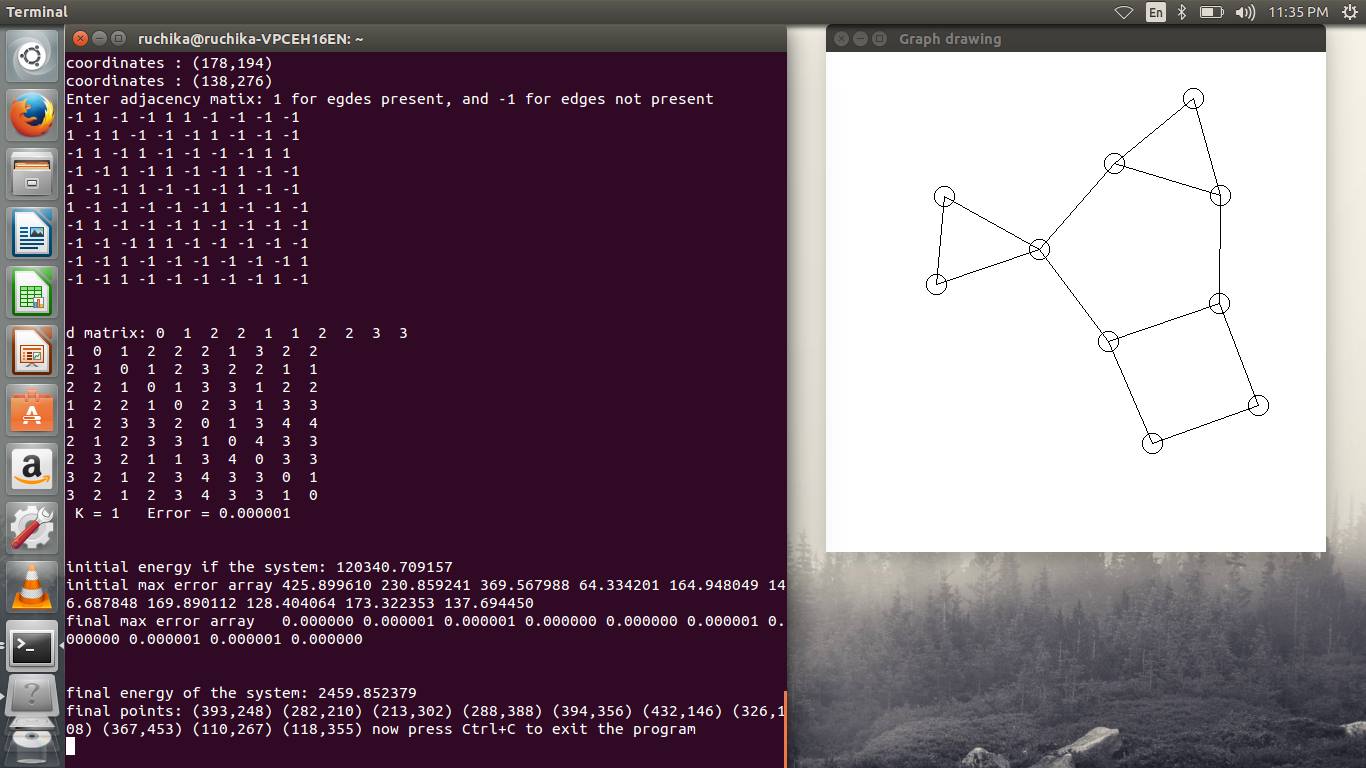 Terminal
En
11:35 PM
ruchika@ruchika-VPCEH16EN: ~
coordinates : (178,194)
coordinates : (138,276)
Enter adjacency matix: 1 for egdes present, and -1 for edges not present
-1 1 -1 -1 1 1 -1 -1 -1 -1
1 -1 1 -1 -1 -1 1 -1 -1 -1
-1 1 -1 1 -1 -1 -1 -1 1 1
-1 -1 1 -1 1 -1 -1 1 -1 -1
1 -1 -1 1 -1 -1 -1 1 -1 -1
1 -1 -1 -1 -1 -1 1 -1 -1 -1
-1 1 -1 -1 -1 1 -1 -1 -1 -1
-1 -1 -1 1 1 -1 -1 -1 -1 -1
-1 -1 1 -1 -1 -1 -1 -1 -1 1
-1 -1 1 -1 -1 -1 -1 -1 1 -1
d matrix: 0 1 2 2 1 1 2 2 3 3
1 0 1 2 2 2 1 3 2 2
2 1 0 1 2 3 2 2 1 1
2 2 1 0 1 3 3 1 2 2
1 2 2 1 0 2 3 1 3 3
1 2 3 3 2 0 1 3 4 4
2 1 2 3 3 1 0 4 3 3
2 3 2 1 1 3 4 0 3 3
3 2 1 2 3 4 3 3 0 1
3 2 1 2 3 4 3 3 1 0
K = 1 Error = 0.000001
initial energy if the system: 120340.709157
initial max error array 425.899610 230.859241 369.567988 64.334201 164.948049 14
6.687848 169.890112 128.404064 173.322353 137.694450
final max error array 0.000000 0.000001 0.000001 0.000000 0.000000 0.000001 0.
000000 0.000001 0.000001 0.000000
final energy of the system: 2459.852379
final points: (393,248) (282,210) (213,302) (288,388) (394,356) (432,146) (326,1
08) (367,453) (110,267) (118,355) now press Ctrl+C to exit the program
Graph drawing